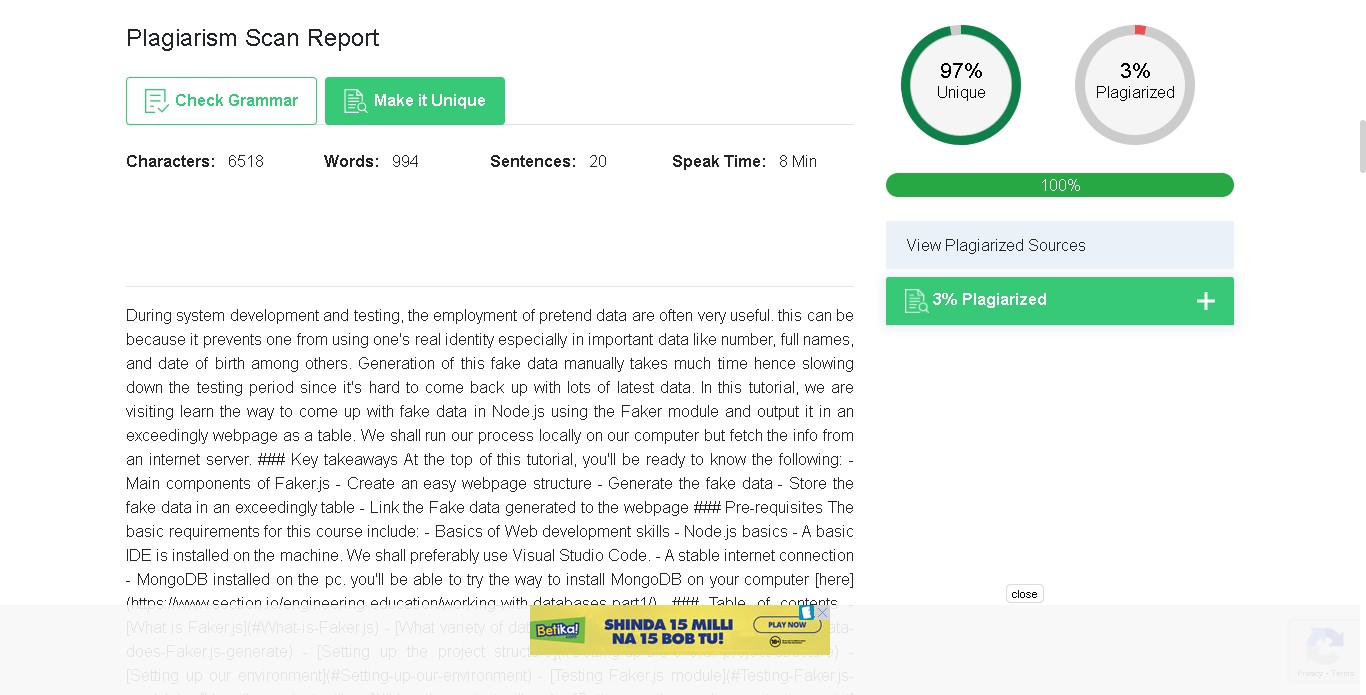 Plagiarism Scan Report
Check Grammar
Make it Unique
Characters: 6518 Words: 994 Sentences: 20 Speak Time: 8 Min
97%
Unique
3%
Plagiarized
100%
View Plagiarized Sources
3% Plagiarized
During system development and testing, the employment of pretend data are often very useful. this can be
because it prevents one from using one's real identity especially in important data like number, full names,
and date of birth among others. Generation of this fake data manually takes much time hence slowing
down the testing period since it's hard to come back up with lots of latest data. In this tutorial, we are
visiting learn the way to come up with fake data in Node.js using the Faker module and output it in an
exceedingly webpage as a table. We shall run our process locally on our computer but fetch the info from
an internet server. ### Key takeaways At the top of this tutorial, you'll be ready to know the following: -
Main components of Faker.js - Create an easy webpage structure - Generate the fake data - Store the
fake data in an exceedingly table - Link the Fake data generated to the webpage ### Pre-requisites The
basic requirements for this course include: - Basics of Web development skills - Node.js basics - A basic
IDE is installed on the machine. We shall preferably use Visual Studio Code. - A stable internet connection
- MongoDB installed on the pc. you'll be able to try the way to install MongoDB on your computer [here]
(https://www.section.io/engineering-education/working-with-databases-part1/). ### Table of contents -
[What is Faker.js](#What-is-Faker.js) - [What variety of
does-Faker.js-generate) - [Setting up the project
[Setting up our environment](#Setting-up-our-environment) - [Testing Faker.js module](#Testing-Faker.js-
close
Betika!
SHINDA 15 MILLI
NA 15 BOB TU!
PLAY NOW
18+
Privacy - Terms